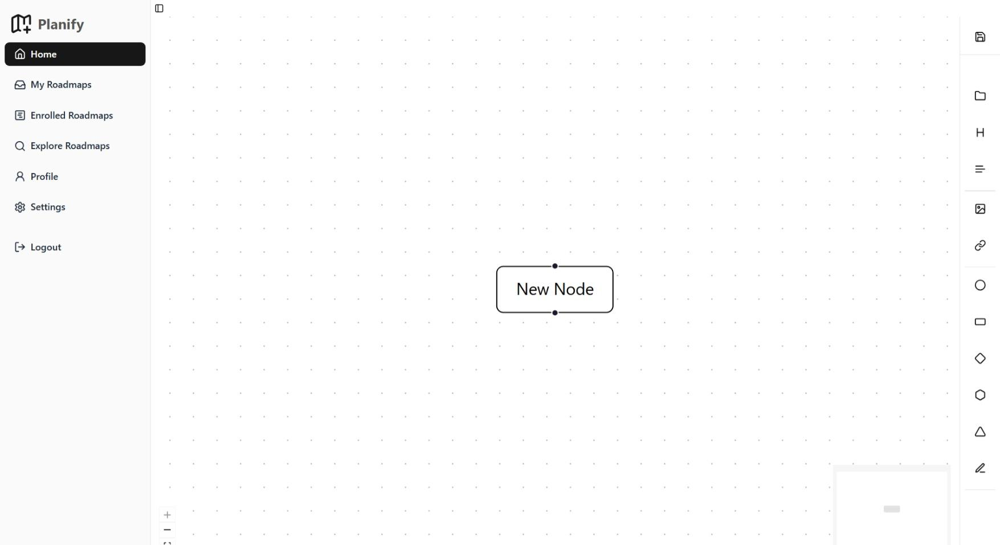 Planify
Home
My Roadmaps
Enrolled Roadmaps
Explore Roadmaps
Profile
Settings
Logout
New Node
H